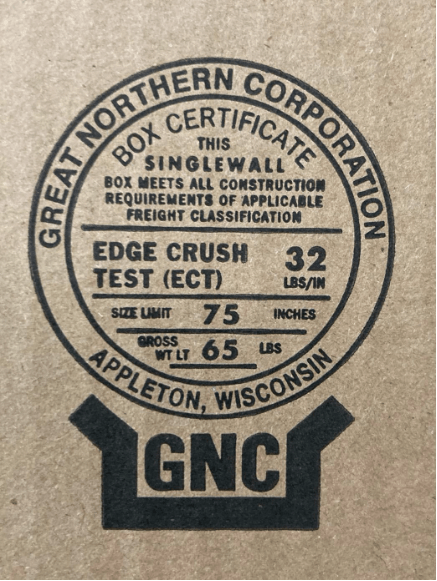 GREAT NORTHERN CORPORATION
BOX CERTIFICATE
THIS
SINGLEWALL
BOX MEETS ALL CONSTRUCTION
REQUIREMENTS OF APPLICABLE
FREIGHT CLASSIFICATION
EDGE CRUSH 32
TEST (ECT) LBS/IN
SIZE LIMIT 75 INCHES
GROSS
WT LT 65 LBS
APPLETON, WISCONSIN
GNC